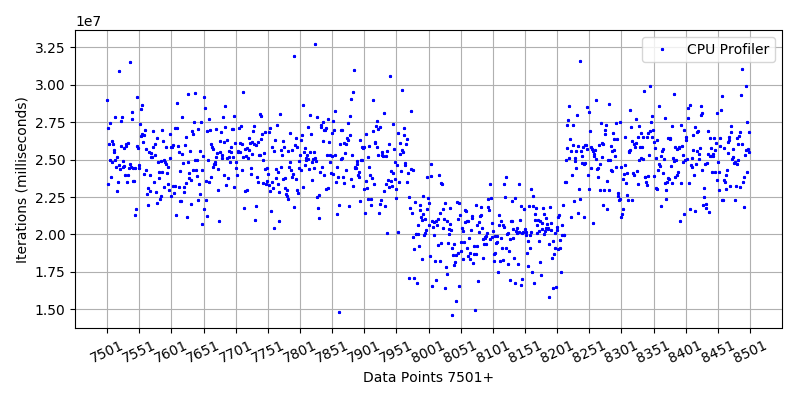 1e7
CPU Profiler
Iterations (milliseconds)
3.25
3.00
2.75
2.50
2.25
2.00
1.75
1.50
7501 7551 7601 7651 7701 7751 7801 7851 7901 7951 8001 8051 8101 8151 8201 8251 8301 8351 8401 8451 8501
Data Points 7501+